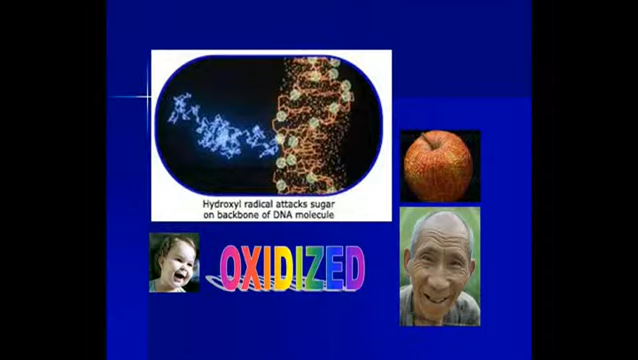 Hydroxyl radical attacks sugar
on backbone of DNA molecule
OXIDIZED